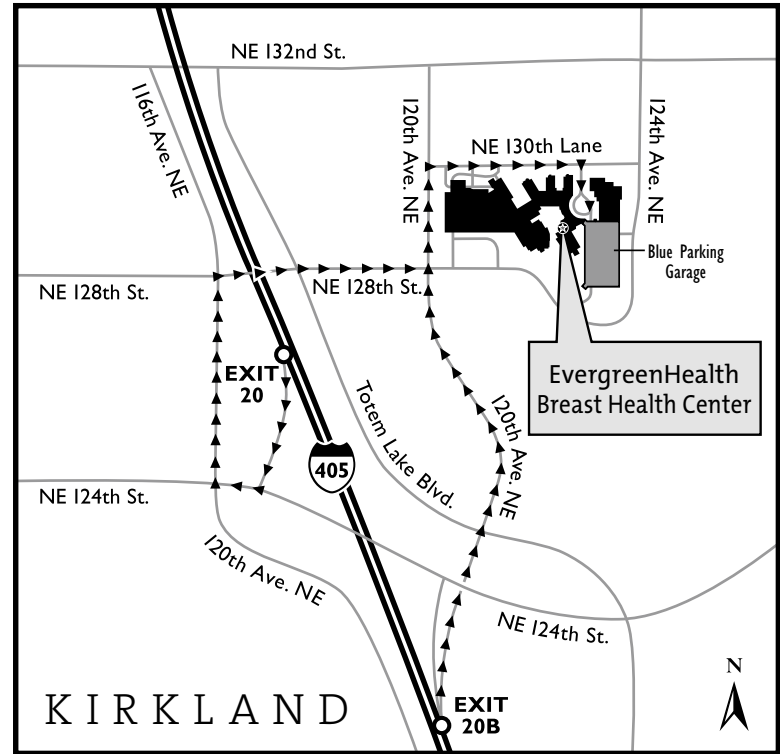 NE 132nd St.
116th Ave. NE
120th Ave. NE
NE 130th Lane
124th Ave. NE
Blue Parking
Garage
NE 128th St.
NE 128th St.
EXIT
20
EvergreenHealth
Breast Health Center
Totem Lake Blvd.
120th Ave. NE
405
NE 124th St.
120th Ave. NE
NE 124th St.
KIRKLAND
EXIT
20B
N